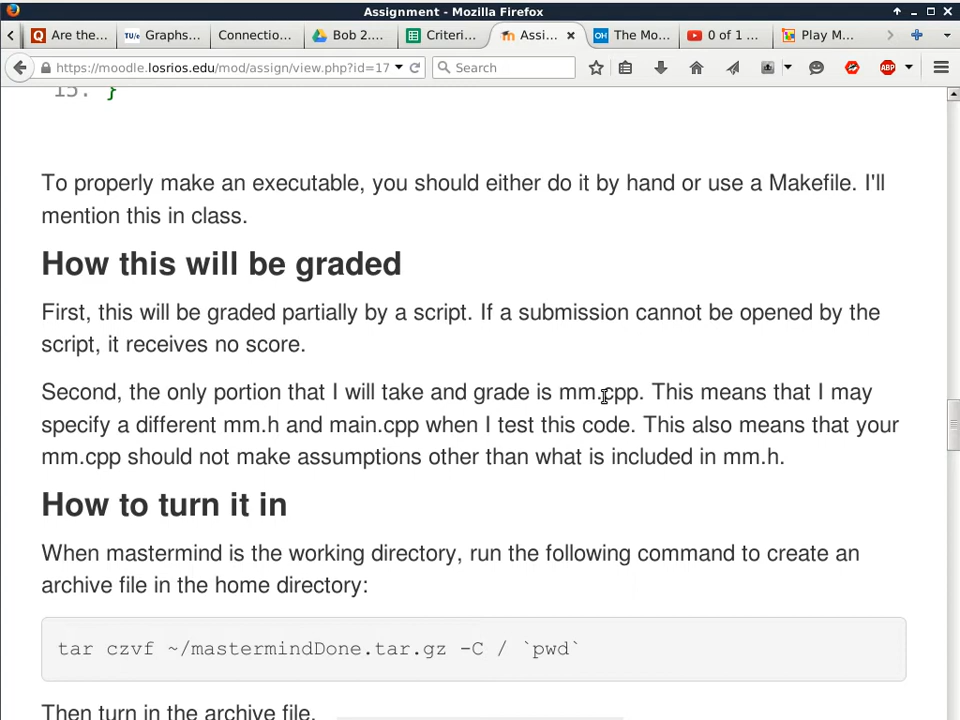 Assignment - Mozilla Firefox
Are the... Graphs... Connectio... Bob 2.... Criteri... Assi... The Mo... 0 of 1 ... Play M...
https://moodle.losrios.edu/mod/assign/view.php?id=17 Search ABP
15. }
To properly make an executable, you should either do it by hand or use a Makefile. I'll
mention this in class.
How this will be graded
First, this will be graded partially by a script. If a submission cannot be opened by the
script, it receives no score.
Second, the only portion that I will take and grade is mm.cpp. This means that I may
specify a different mm.h and main.cpp when I test this code. This also means that your
mm.cpp should not make assumptions other than what is included in mm.h.
How to turn it in
When mastermind is the working directory, run the following command to create an
archive file in the home directory:
tar czvf ~/mastermindDone.tar.gz -C / `pwd`
Then turn in the archive file.